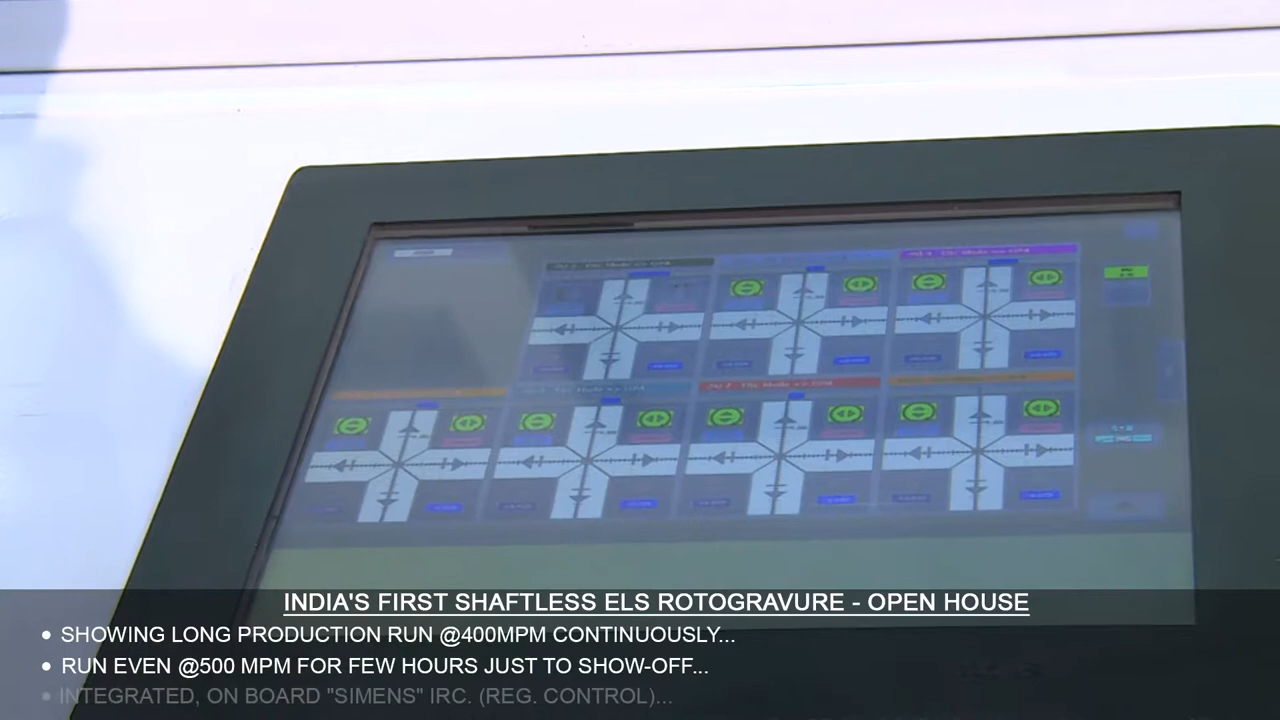 INDIA'S FIRST SHAFTLESS ELS ROTOGRAVURE - OPEN HOUSE
• SHOWING LONG PRODUCTION RUN @400MPM CONTINUOUSLY...
• RUN EVEN @500 MPM FOR FEW HOURS JUST TO SHOW-OFF...
• INTEGRATED, ON BOARD "SIMENS" IRC. (REG. CONTROL)...